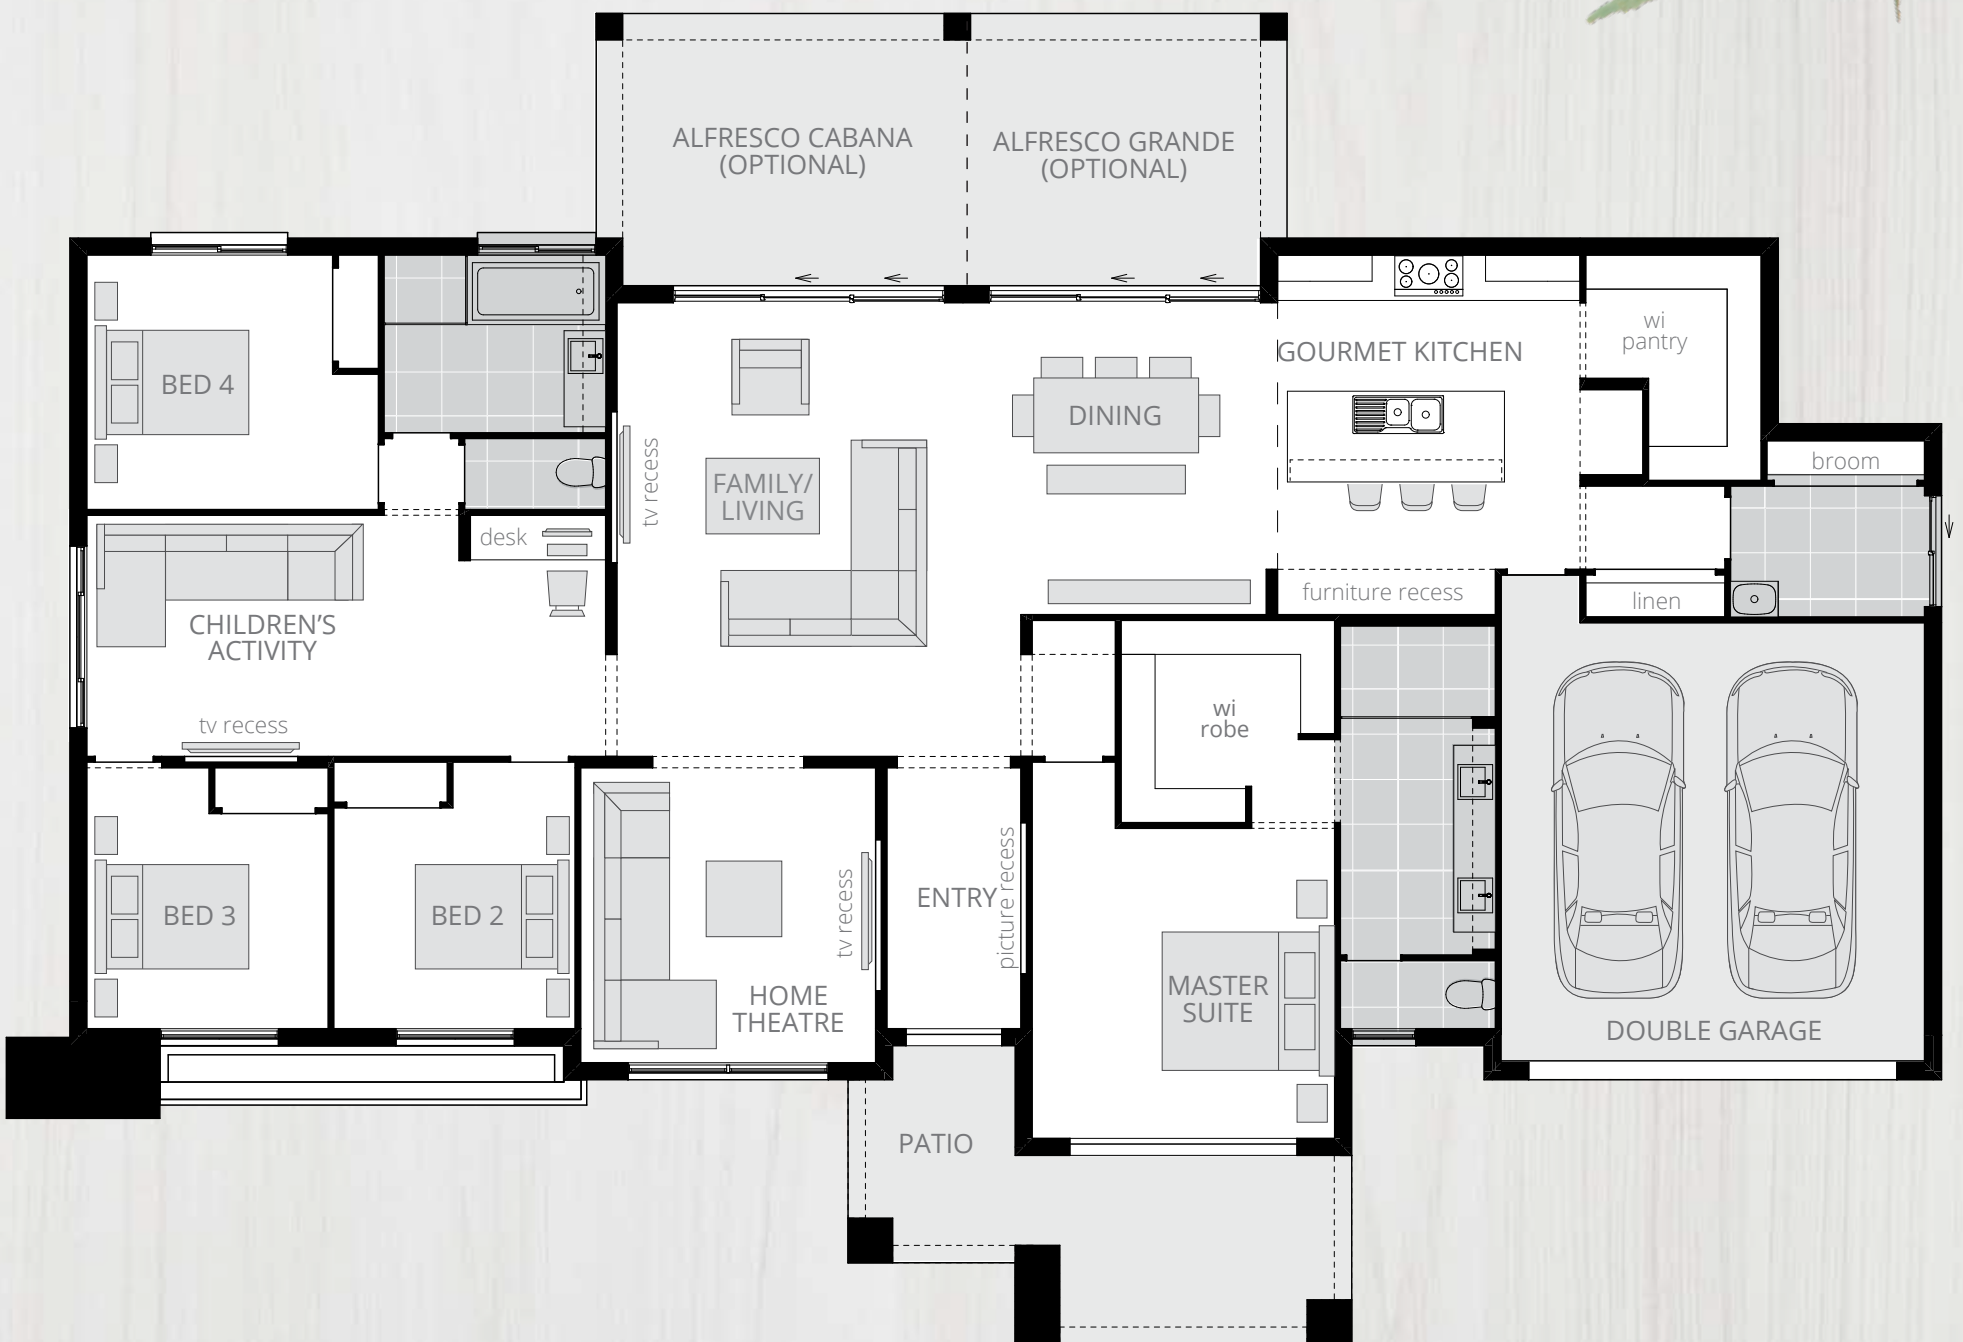 ALFRESCO CABANA
(OPTIONAL)
ALFRESCO GRANDE
(OPTIONAL)
BED 4
FAMILY/
LIVING
tv recess
DINING
GOURMET KITCHEN
wi
pantry
broom
desk
CHILDREN'S
ACTIVITY
tv recess
furniture recess
linen
wi
robe
BED 3
BED 2
HOME
THEATRE
tv recess
ENTRY
picture recess
MASTER
SUITE
DOUBLE GARAGE
PATIO